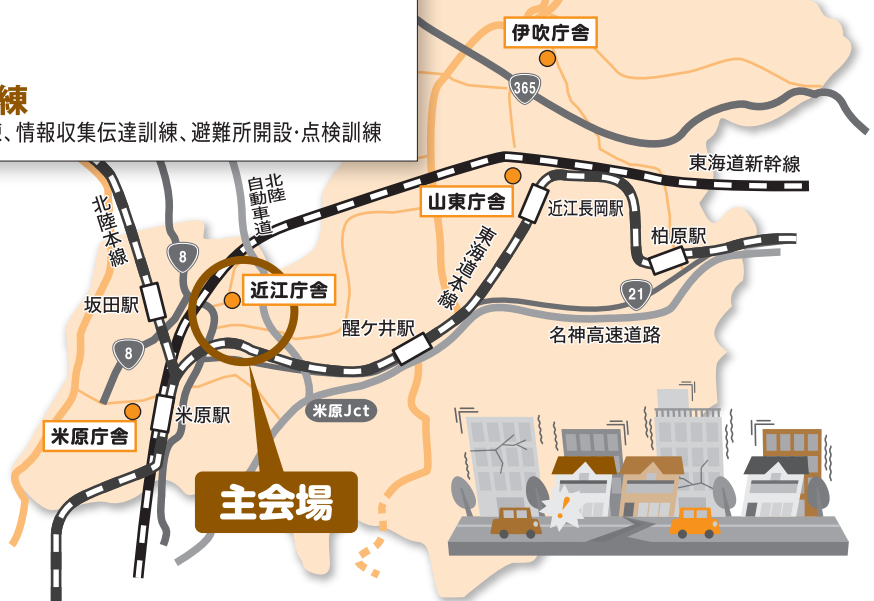 練
、情報収集伝達訓練、避難所開設・点検訓練
伊吹庁舎
365
東海道新幹線
北陸
自動車道
山東庁舎
近江長岡駅
北陸本線
8
東海道本線
柏原駅
近江庁舎
21
坂田駅
醒ケ井駅
名神高速道路
8
米原駅
米原Jct
米原庁舎
主会場
!